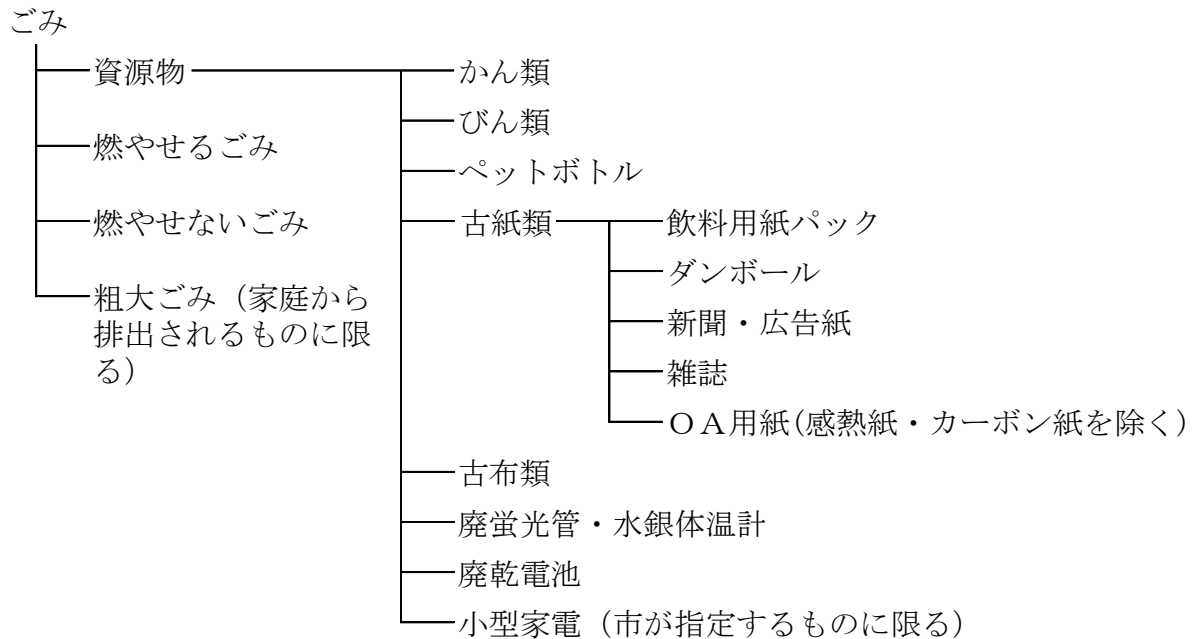 ごみ
資源物
かん類
びん類
燃やせるごみ
ペットボトル
燃やせないごみ
古紙類
飲料用紙パック
ダンボール
粗大ごみ（家庭から
排出されるものに限
る）
新聞・広告紙
雑誌
ＯＡ用紙(感熱紙・カーボン紙を除く)
古布類
廃蛍光管・水銀体温計
廃乾電池
小型家電（市が指定するものに限る）